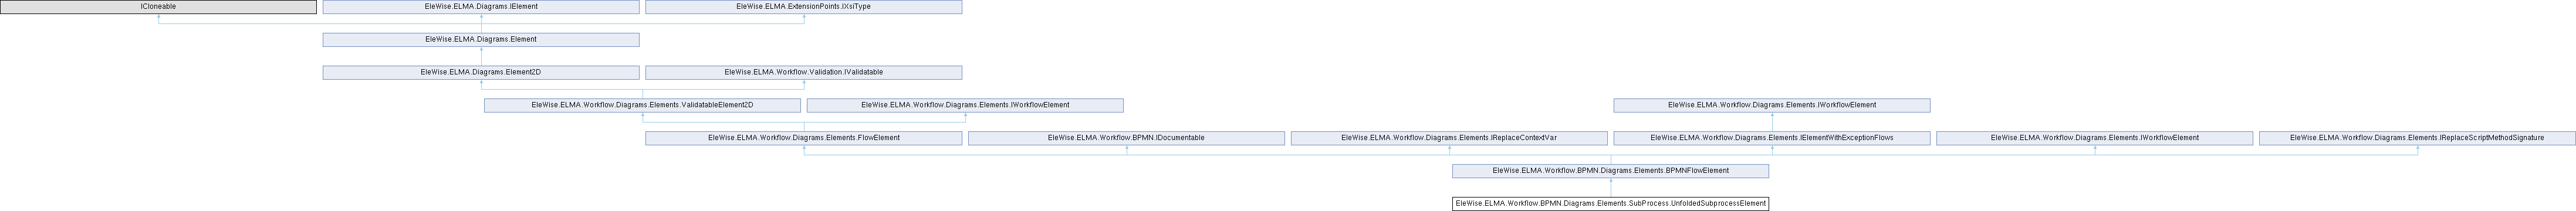 ICloneable
EleWise.ELMA.Diagrams.IElement
EleWise.ELMA.ExtensionPoints.IXsiType
EleWise.ELMA.Diagrams.Element
EleWise.ELMA.Diagrams.Element2D
EleWise.ELMA.Workflow.Validation.IValidatable
EleWise.ELMA.Workflow.Diagrams.Elements.ValidatableElement2D
EleWise.ELMA.Workflow.Diagrams.Elements.IWorkflowElement
EleWise.ELMA.Workflow.Diagrams.Elements.IWorkflowElement
EleWise.ELMA.Workflow.Diagrams.Elements.FlowElement
EleWise.ELMA.Workflow.BPMN.IDocumentable
EleWise.ELMA.Workflow.Diagrams.Elements.IReplaceContextVar
EleWise.ELMA.Workflow.Diagrams.Elements.IElementWithExceptionFlows
EleWise.ELMA.Workflow.Diagrams.Elements.IWorkflowElement
EleWise.ELMA.Workflow.Diagrams.Elements.IReplaceScriptMethodSignature
EleWise.ELMA.Workflow.BPMN.Diagrams.Elements.BPMNFlowElement
EleWise.ELMA.Workflow.BPMN.Diagrams.Elements.SubProcess.UnfoldedSubprocessElement